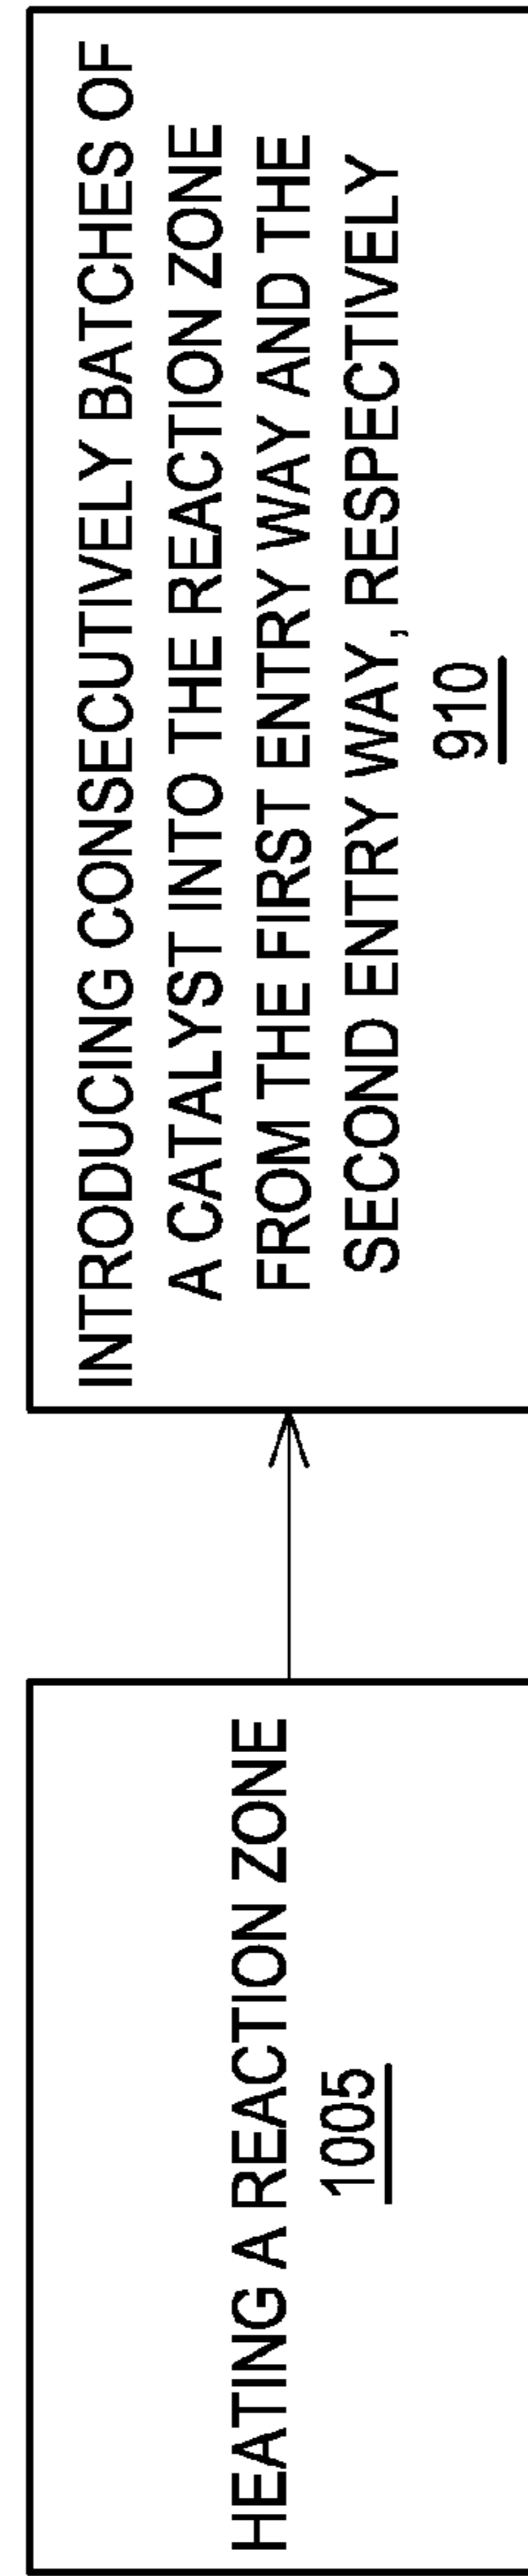 HEATING A REACTION ZONE
1005
INTRODUCING CONSECUTIVELY BATCHES OF
A CATALYST INTO THE REACTION ZONE
FROM THE FIRST ENTRY WAY AND THE
SECOND ENTRY WAY, RESPECTIVELY
910